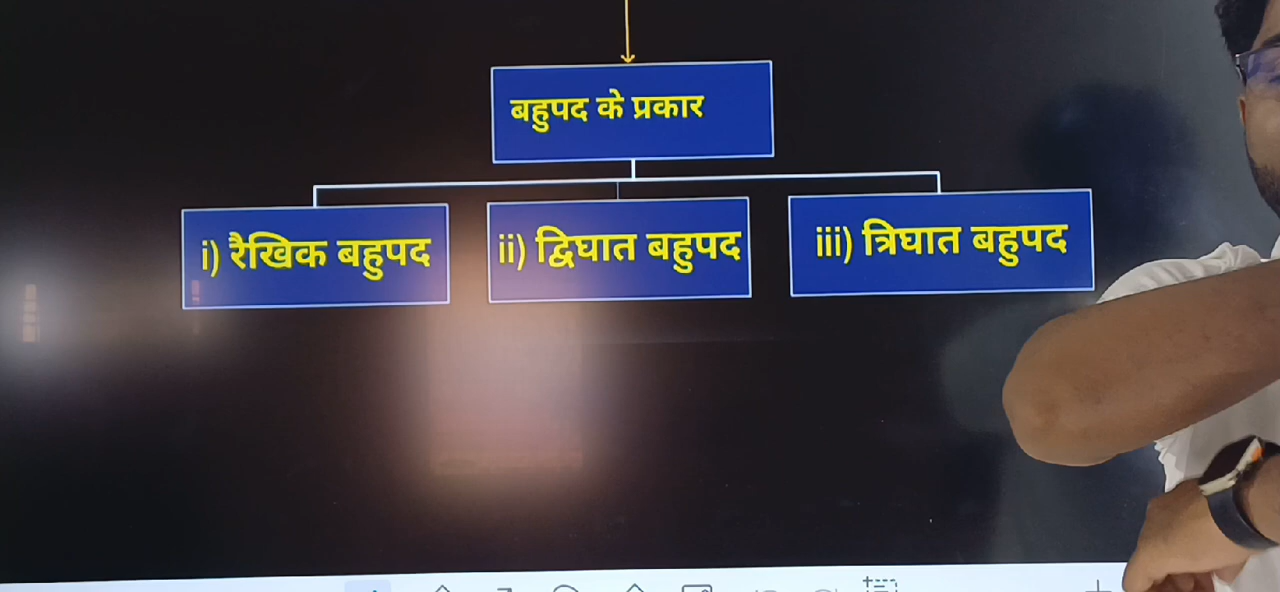 बहुपद के प्रकार
i) रैखिक बहुपद
ii) द्विघात बहुपद
iii) त्रिघात बहुपद